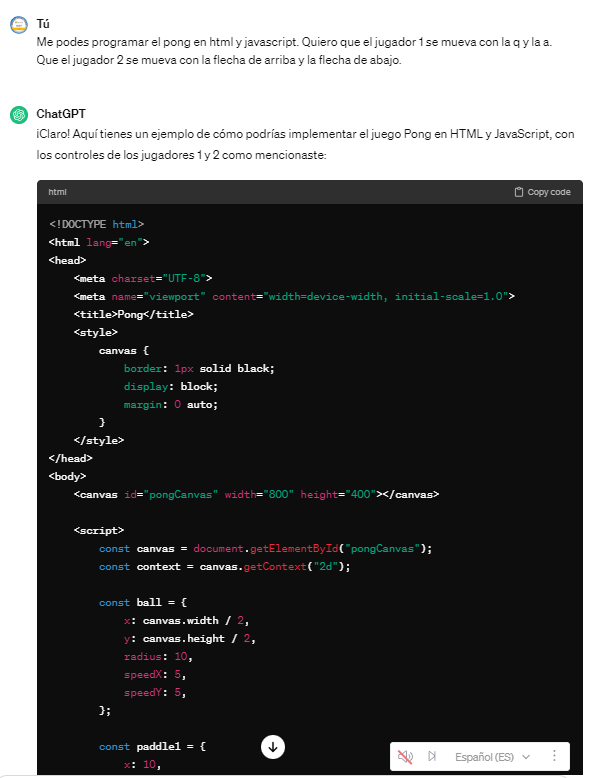 Tú
Me podes programar el pong en html y javascript. Quiero que el jugador 1 se mueva con la q y la a.
Que el jugador 2 se mueva con la flecha de arriba y la flecha de abajo.
ChatGPT
¡Claro! Aquí tienes un ejemplo de cómo podrías implementar el juego Pong en HTML y JavaScript, con
los controles de los jugadores 1 y 2 como mencionaste:
html Copy code
<!DOCTYPE html>
<html lang="en">
<head>
    <meta charset="UTF-8">
    <meta name="viewport" content="width=device-width, initial-scale=1.0">
    <title>Pong</title>
    <style>
        canvas {
            border: 1px solid black;
            display: block;
            margin: 0 auto;
        }
    </style>
</head>
<body>
    <canvas id="pongCanvas" width="800" height="400"></canvas>
    <script>
        const canvas = document.getElementById("pongCanvas");
        const context = canvas.getContext("2d");
        const ball = {
            x: canvas.width / 2,
            y: canvas.height / 2,
            radius: 10,
            speedX: 5,
            speedY: 5,
        };
        const paddle1 = {
            x: 10,
Español (ES)